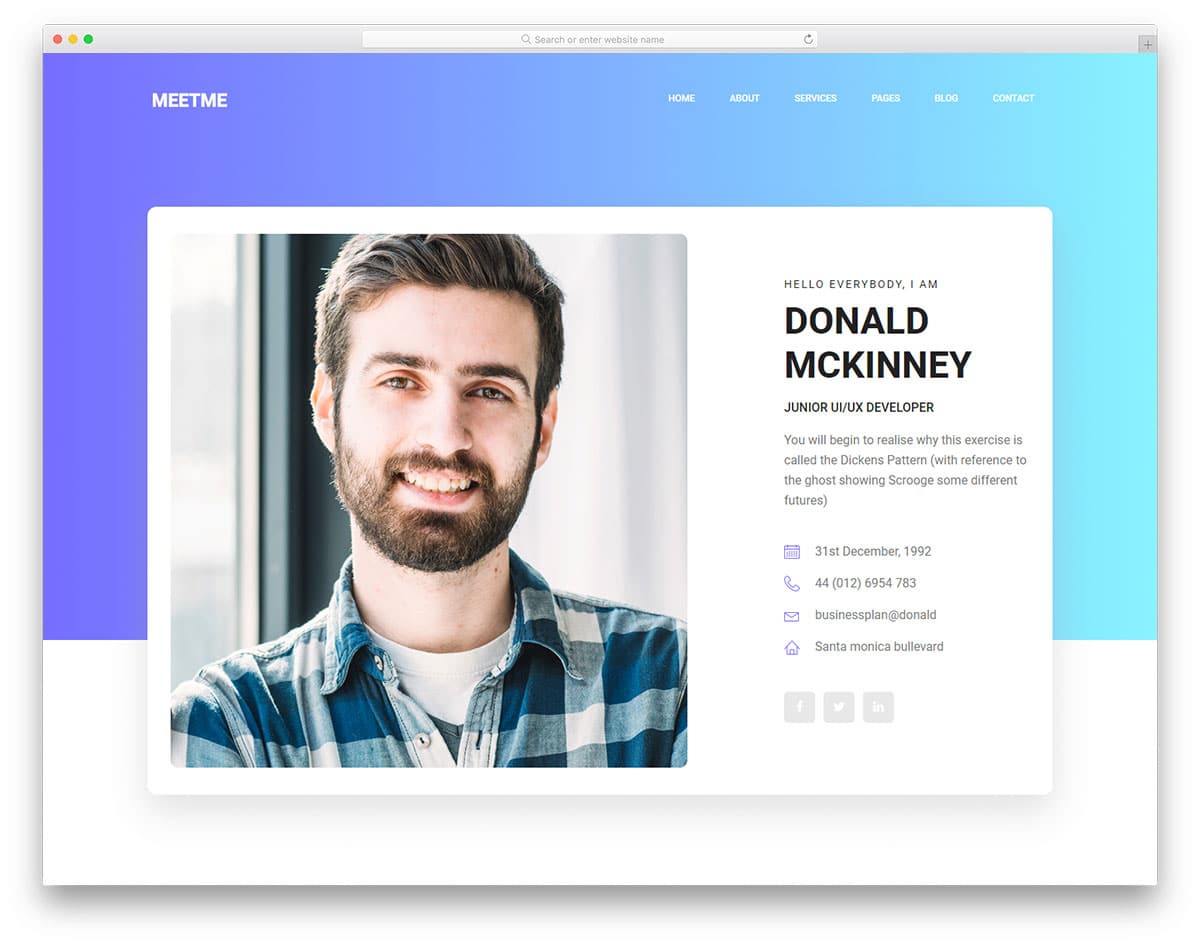 Search or enter website name
MEETME
HOME ABOUT SERVICES PAGES BLOG CONTACT
HELLO EVERYBODY, I AM
DONALD
MCKINNEY
JUNIOR UI/UX DEVELOPER
You will begin to realise why this exercise is
called the Dickens Pattern (with reference to
the ghost showing Scrooge some different
futures)
31st December, 1992
44 (012) 6954 783
businessplan@donald
Santa monica bullevard